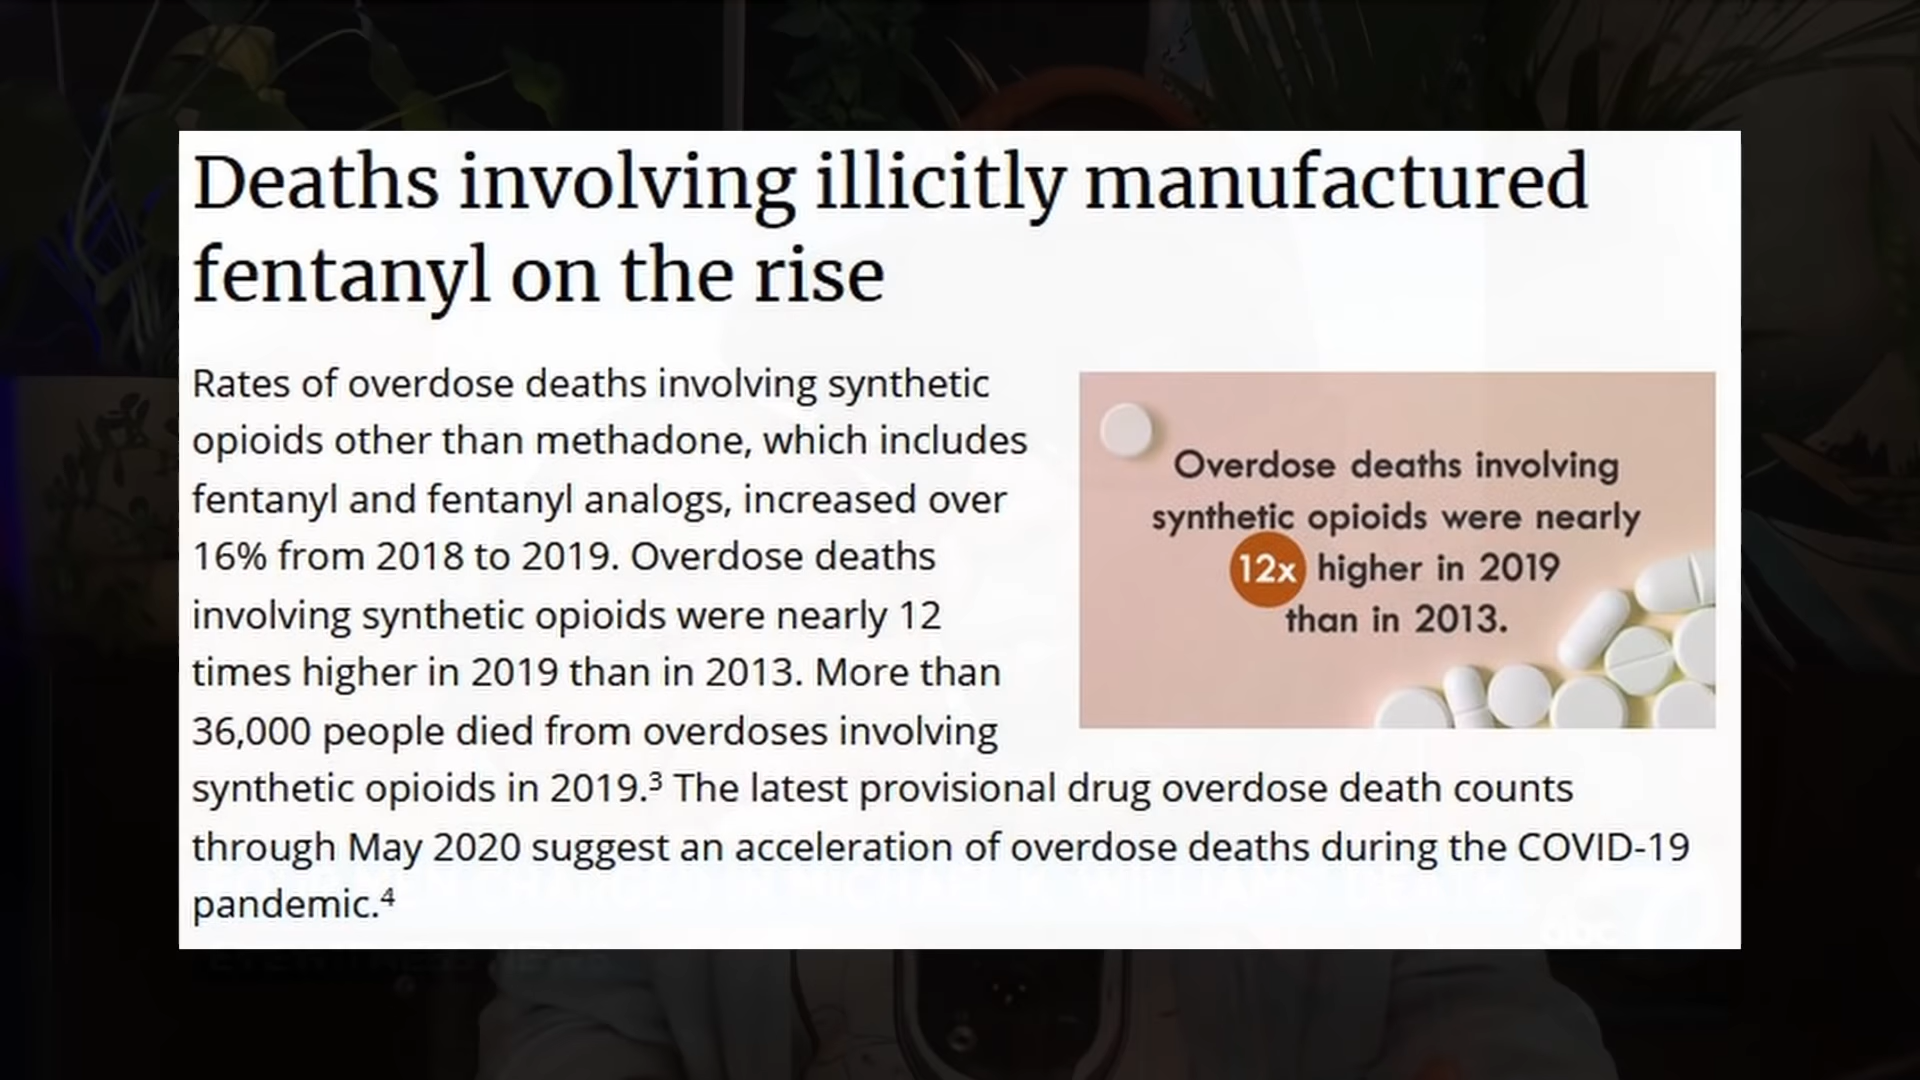 Deaths involving illicitly manufactured
fentanyl on the rise
Rates of overdose deaths involving synthetic
opioids other than methadone, which includes
fentanyl and fentanyl analogs, increased over
16% from 2018 to 2019. Overdose deaths
involving synthetic opioids were nearly 12
times higher in 2019 than in 2013. More than
36,000 people died from overdoses involving
synthetic opioids in 2019.³ The latest provisional drug overdose death counts
through May 2020 suggest an acceleration of overdose deaths during the COVID-19
pandemic.⁴
Overdose deaths involving
synthetic opioids were nearly
12x higher in 2019
than in 2013.